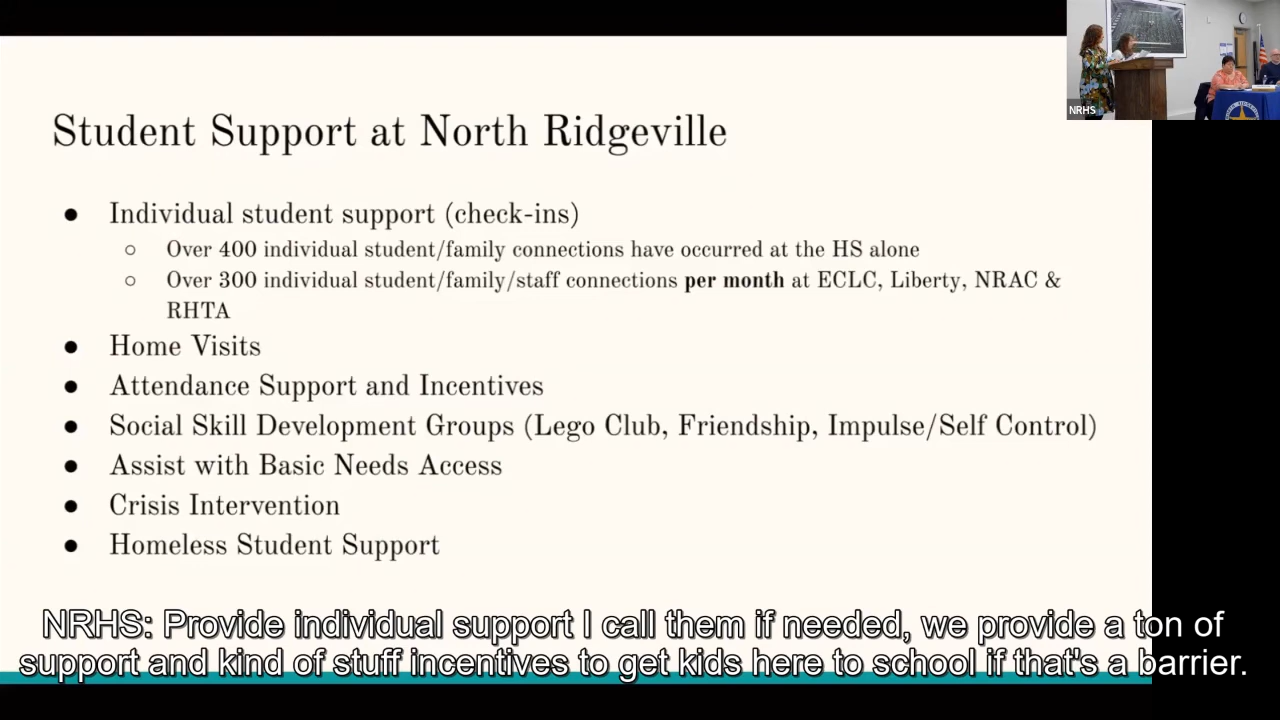 NRHS
Student Support at North Ridgeville
● Individual student support (check-ins)
○ Over 400 individual student/family connections have occurred at the HS alone
○ Over 300 individual student/family/staff connections per month at ECLC, Liberty, NRAC &
RHTA
● Home Visits
● Attendance Support and Incentives
● Social Skill Development Groups (Lego Club, Friendship, Impulse/Self Control)
● Assist with Basic Needs Access
● Crisis Intervention
● Homeless Student Support
NRHS: Provide individual support I call them if needed, we provide a ton of
support and kind of stuff incentives to get kids here to school if that's a barrier.